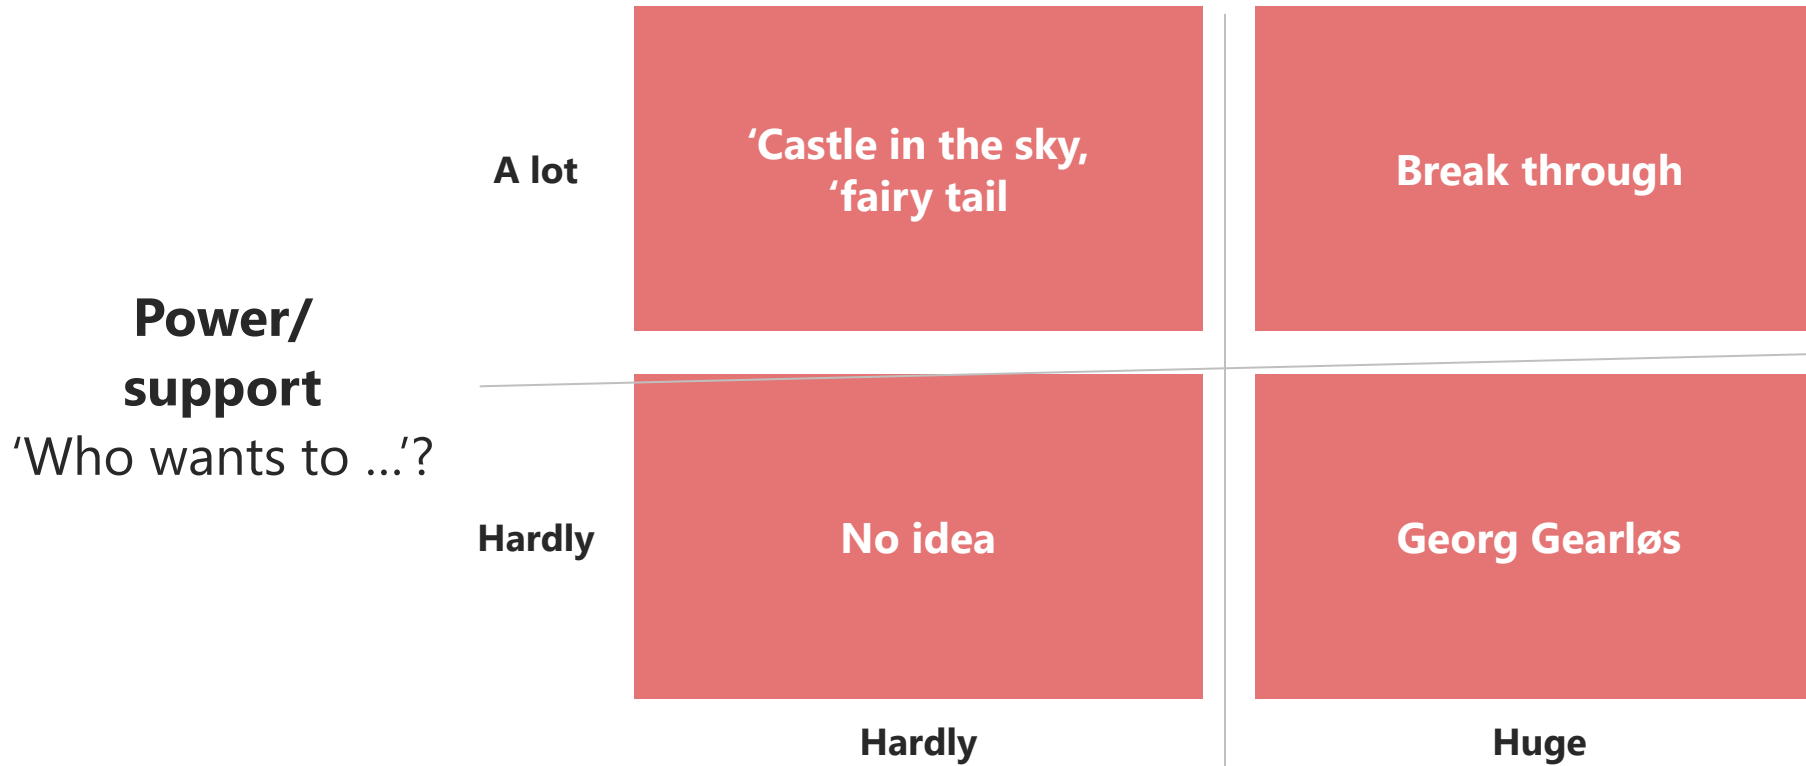 A lot
‘Castle in the sky,
‘fairy tail
Break through
Power/
support
‘Who wants to ...’?
Hardly
No idea
Georg Gearløs
Hardly
Huge